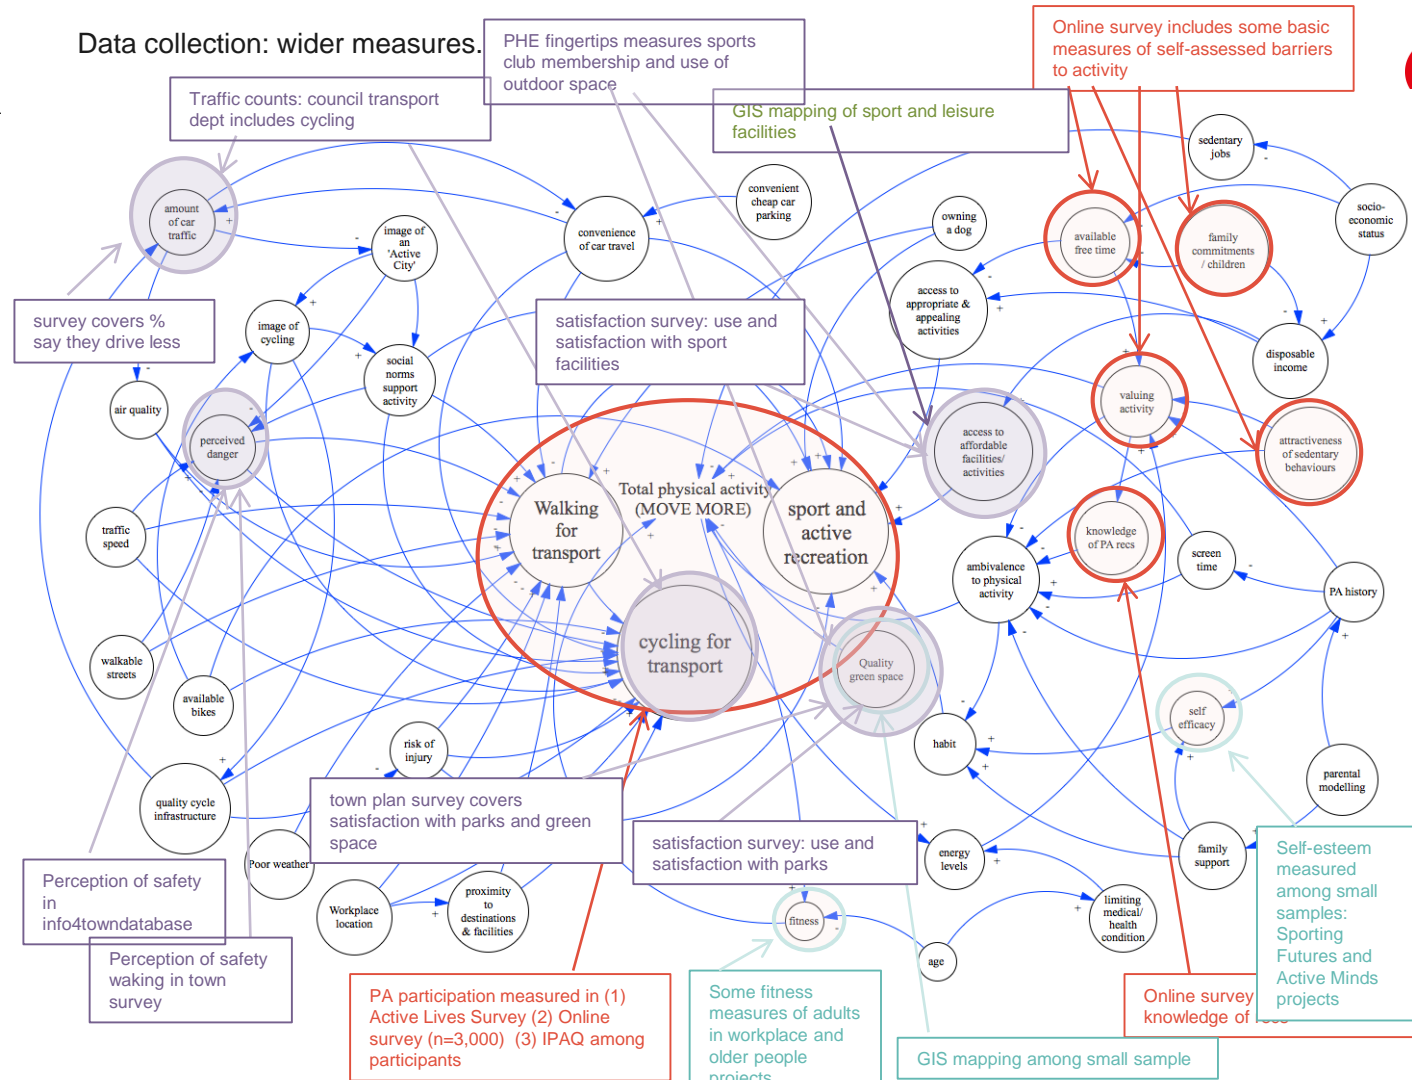 Data collection: wider measures.
PHE fingertips measures sports
club membership and use of
outdoor space
Online survey includes some basic
measures of self-assessed barriers
to activity
Traffic counts: council transport
dept includes cycling
GIS mapping of sport and leisure
facilities
sedentary
jobs
amount
of car
traffic
image of
an
'Active
City'
convenience
of car travel
convenient
cheap car
parking
owning
a dog
available
free time
family
commitments
/ children
socio-
economic
status
survey covers %
say they drive less
image of
cycling
satisfaction survey: use and
satisfaction with sport
facilities
access to
appropriate &
appealing
activities
disposable
income
social
norms
support
activity
air quality
perceived
danger
valuing
activity
access to
affordable
facilities/
activities
attractiveness
of sedentary
behaviours
Total physical activity
(MOVE MORE)
Walking
for
transport
sport and
active
recreation
traffic
speed
knowledge
of PA recs
screen
time
ambivalence
to physical
activity
PA history
cycling for
transport
Quality
green space
walkable
streets
available
bikes
self
efficacy
habit
risk of
injury
quality cycle
infrastructure
parental
modelling
town plan survey covers
satisfaction with parks and green
space
satisfaction survey: use and
satisfaction with parks
Poor weather
energy
levels
family
support
Self-esteem
measured
among small
samples:
Sporting
Futures and
Active Minds
projects
Perception of safety
in
info4towndatabase
Workplace
location
proximity
to
destinations
& facilities
fitness
limiting
medical/
health
condition
age
Perception of safety
waking in town
survey
PA participation measured in (1)
Active Lives Survey (2) Online
survey (n=3,000) (3) IPAQ among
participants
Some fitness
measures of adults
in workplace and
older people
projects
Online survey
knowledge of recs
GIS mapping among small sample